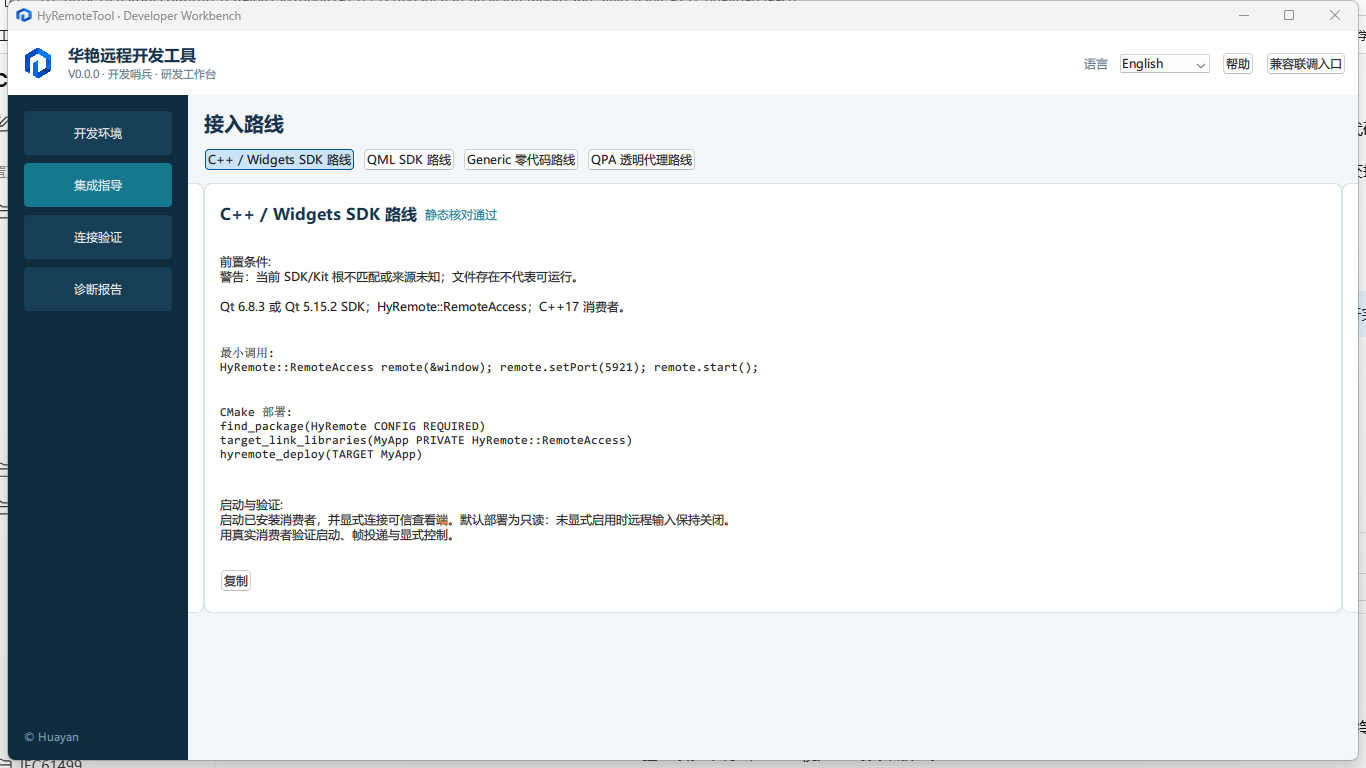 HyRemoteTool · Developer Workbench
华艳远程开发工具
V0.0.0 · 开发哨兵 · 研发工作台
语言
English
帮助
兼容联调入口
开发环境
集成指导
连接验证
诊断报告
© Huayan
接入路线
C++ / Widgets SDK 路线
QML SDK 路线
Generic 零代码路线
QPA 透明代理路线
C++ / Widgets SDK 路线 静态核对通过
前置条件:
警告：当前 SDK/Kit 根不匹配或来源未知；文件存在不代表可运行。
Qt 6.8.3 或 Qt 5.15.2 SDK；HyRemote::RemoteAccess；C++17 消费者。
最小调用:
HyRemote::RemoteAccess remote(&window); remote.setPort(5921); remote.start();
CMake 部署:
find_package(HyRemote CONFIG REQUIRED)
target_link_libraries(MyApp PRIVATE HyRemote::RemoteAccess)
hyremote_deploy(TARGET MyApp)
启动与验证:
启动已安装消费者，并显式连接可信查看端。默认部署为只读：未显式启用时远程输入保持关闭。
用真实消费者验证启动、帧投递与显式控制。
复制
IEC61499